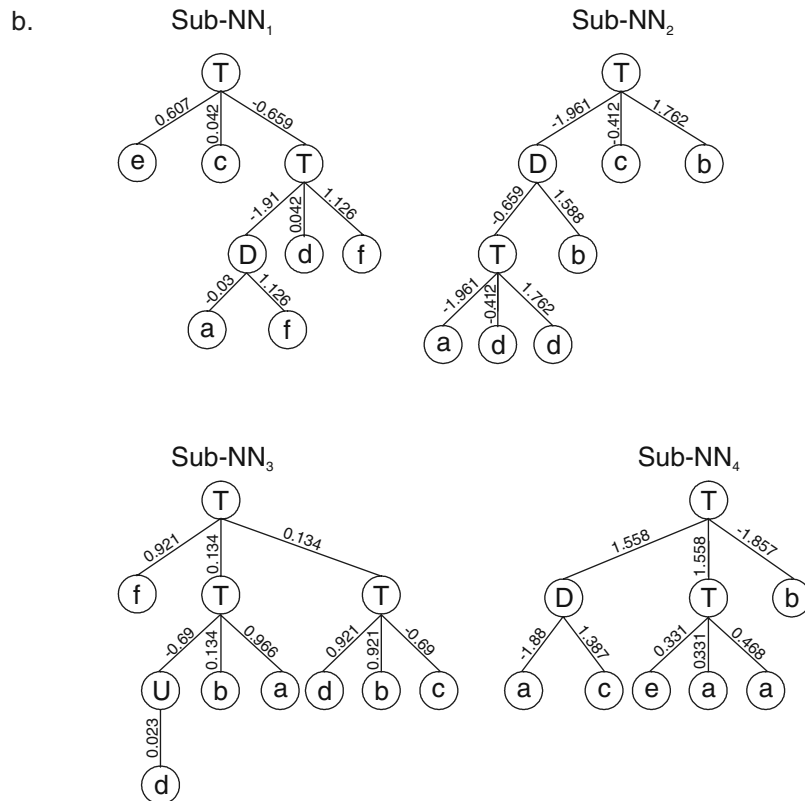 b. Sub-NN₁ Sub-NN₂
T T
0.607 0.042 -0.659 -1.961 -0.412 1.762
e c T D c b
-1.91 0.042 1.126 -0.659 1.588
D d f T b
-0.03 1.126 -1.961 -0.412 1.762
a f a d d
Sub-NN₃ Sub-NN₄
T T
0.921 0.134 0.134 1.558 1.558 -1.857
f T T D T b
-0.69 0.134 0.966 0.921 0.921 -0.69 -1.88 1.387 0.331 0.331 0.468
U b a d b c a c e a a
0.023
d